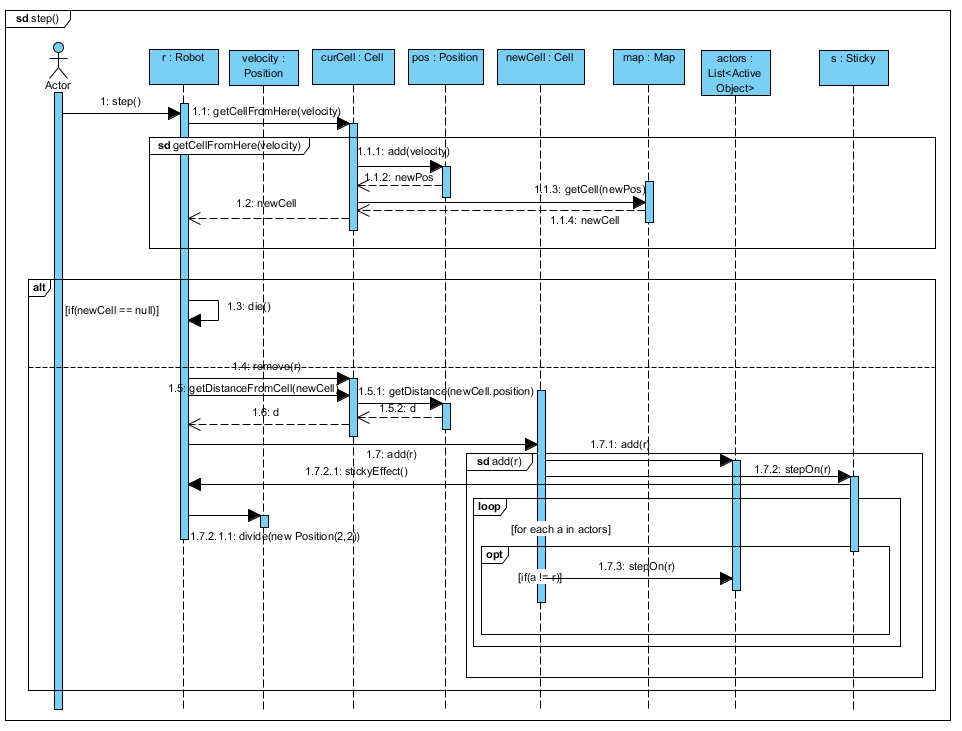 sd step()
Actor
r : Robot
velocity :
Position
curCell : Cell
pos : Position
newCell : Cell
map : Map
actors :
List<Active
Object>
s : Sticky
1: step()
1.1: getCellFromHere(velocity)
sd getCellFromHere(velocity)
1.1.1: add(velocity)
1.1.2: newPos
1.1.3: getCell(newPos)
1.2: newCell
1.1.4: newCell
alt
[if(newCell == null)]
1.3: die()
1.4: remove(r)
1.5: getDistanceFromCell(newCell
1.5.1: getDistance(newCell.position)
1.6: d
1.5.2: d
1.7: add(r)
1.7.1: add(r)
sd add(r)
1.7.2.1: stickyEffect()
1.7.2: stepOn(r)
loop
[for each a in actors]
1.7.2.1.1: divide(new Position(2,2))
opt
1.7.3: stepOn(r)
[if(a != r)]